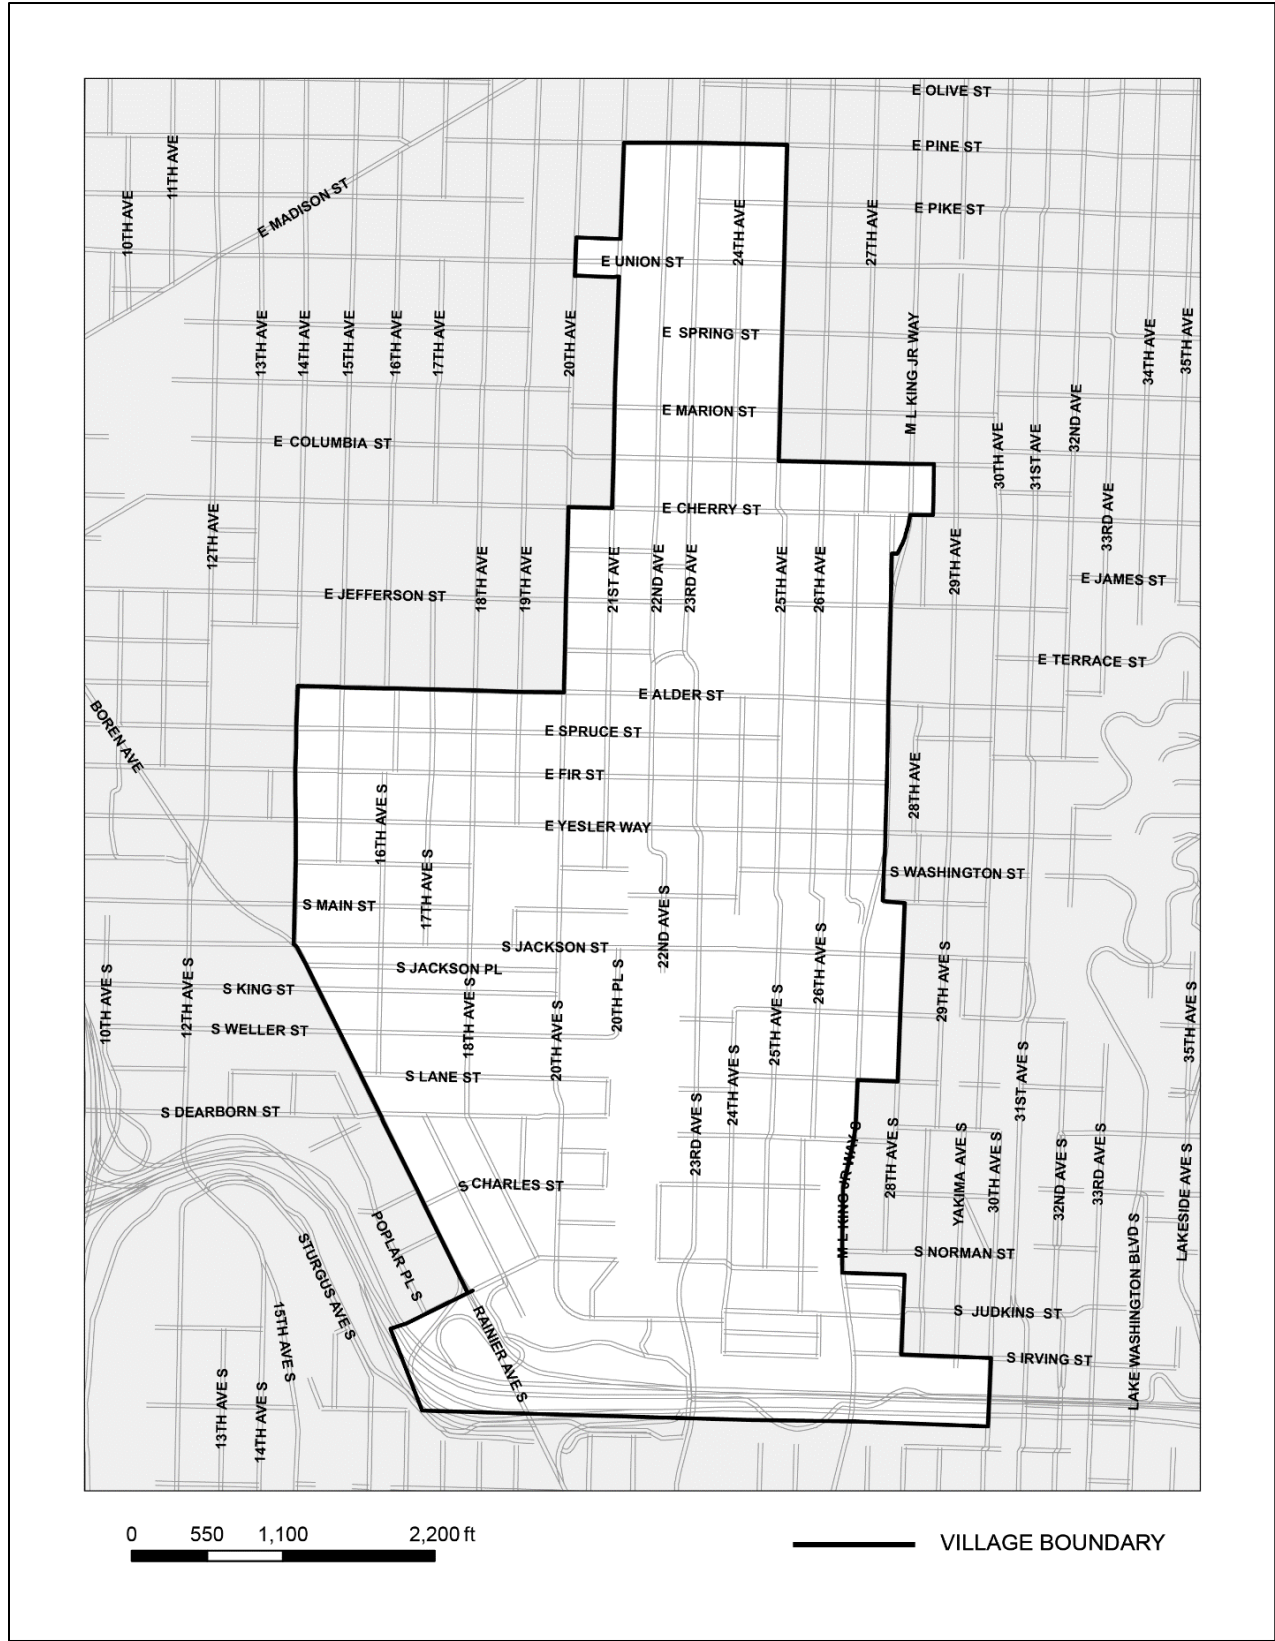 E OLIVE ST
E PINE ST
11TH AVE
E MADISON ST
10TH AVE
24TH AVE
27TH AVE
E PIKE ST
E UNION ST
13TH AVE
14TH AVE
15TH AVE
16TH AVE
17TH AVE
20TH AVE
E SPRING ST
M L KING JR WAY
34TH AVE
35TH AVE
E MARION ST
32ND AVE
E COLUMBIA ST
30TH AVE
31ST AVE
12TH AVE
E CHERRY ST
33RD AVE
18TH AVE
19TH AVE
21ST AVE
22ND AVE
23RD AVE
25TH AVE
26TH AVE
29TH AVE
E JAMES ST
E JEFFERSON ST
E TERRACE ST
E ALDER ST
BOREN AVE
E SPRUCE ST
E FIR ST
28TH AVE
16TH AVE S
E YESLER WAY
17TH AVE S
S WASHINGTON ST
S MAIN ST
22ND AVE S
S JACKSON ST
26TH AVE S
29TH AVE S
10TH AVE S
12TH AVE S
S JACKSON PL
S KING ST
18TH AVE S
20TH AVE S
20TH PL S
25TH AVE S
35TH AVE S
S WELLER ST
S LANE ST
24TH AVE S
31ST AVE S
S DEARBORN ST
23RD AVE S
M L KING JR WAY S
28TH AVE S
YAKIMA AVE S
30TH AVE S
32ND AVE S
33RD AVE S
LAKESIDE AVE S
S CHARLES ST
POPLAR PL S
STURGUS AVE S
S NORMAN ST
LAKE WASHINGTON BLVD S
15TH AVE S
RAINIER AVE S
S JUDKINS ST
S IRVING ST
13TH AVE S
14TH AVE S
0 550 1,100 2,200 ft
VILLAGE BOUNDARY